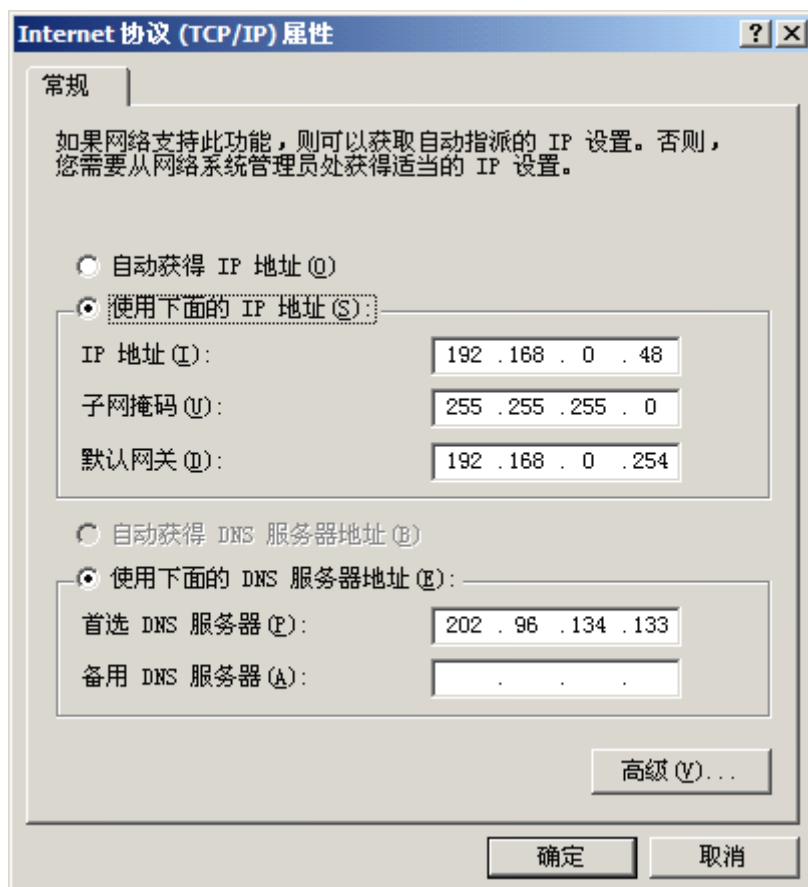 Internet 协议 (TCP/IP) 属性
常规
如果网络支持此功能，则可以获取自动指派的 IP 设置。否则，
您需要从网络系统管理员处获得适当的 IP 设置。
自动获得 IP 地址(O)
使用下面的 IP 地址(S):
IP 地址(I): 192 .168 . 0 . 48
子网掩码(U): 255 .255 .255 . 0
默认网关(D): 192 .168 . 0 .254
自动获得 DNS 服务器地址(B)
使用下面的 DNS 服务器地址(E):
首选 DNS 服务器(P): 202 . 96 .134 .133
备用 DNS 服务器(A): . . .
高级(V)...
确定 取消